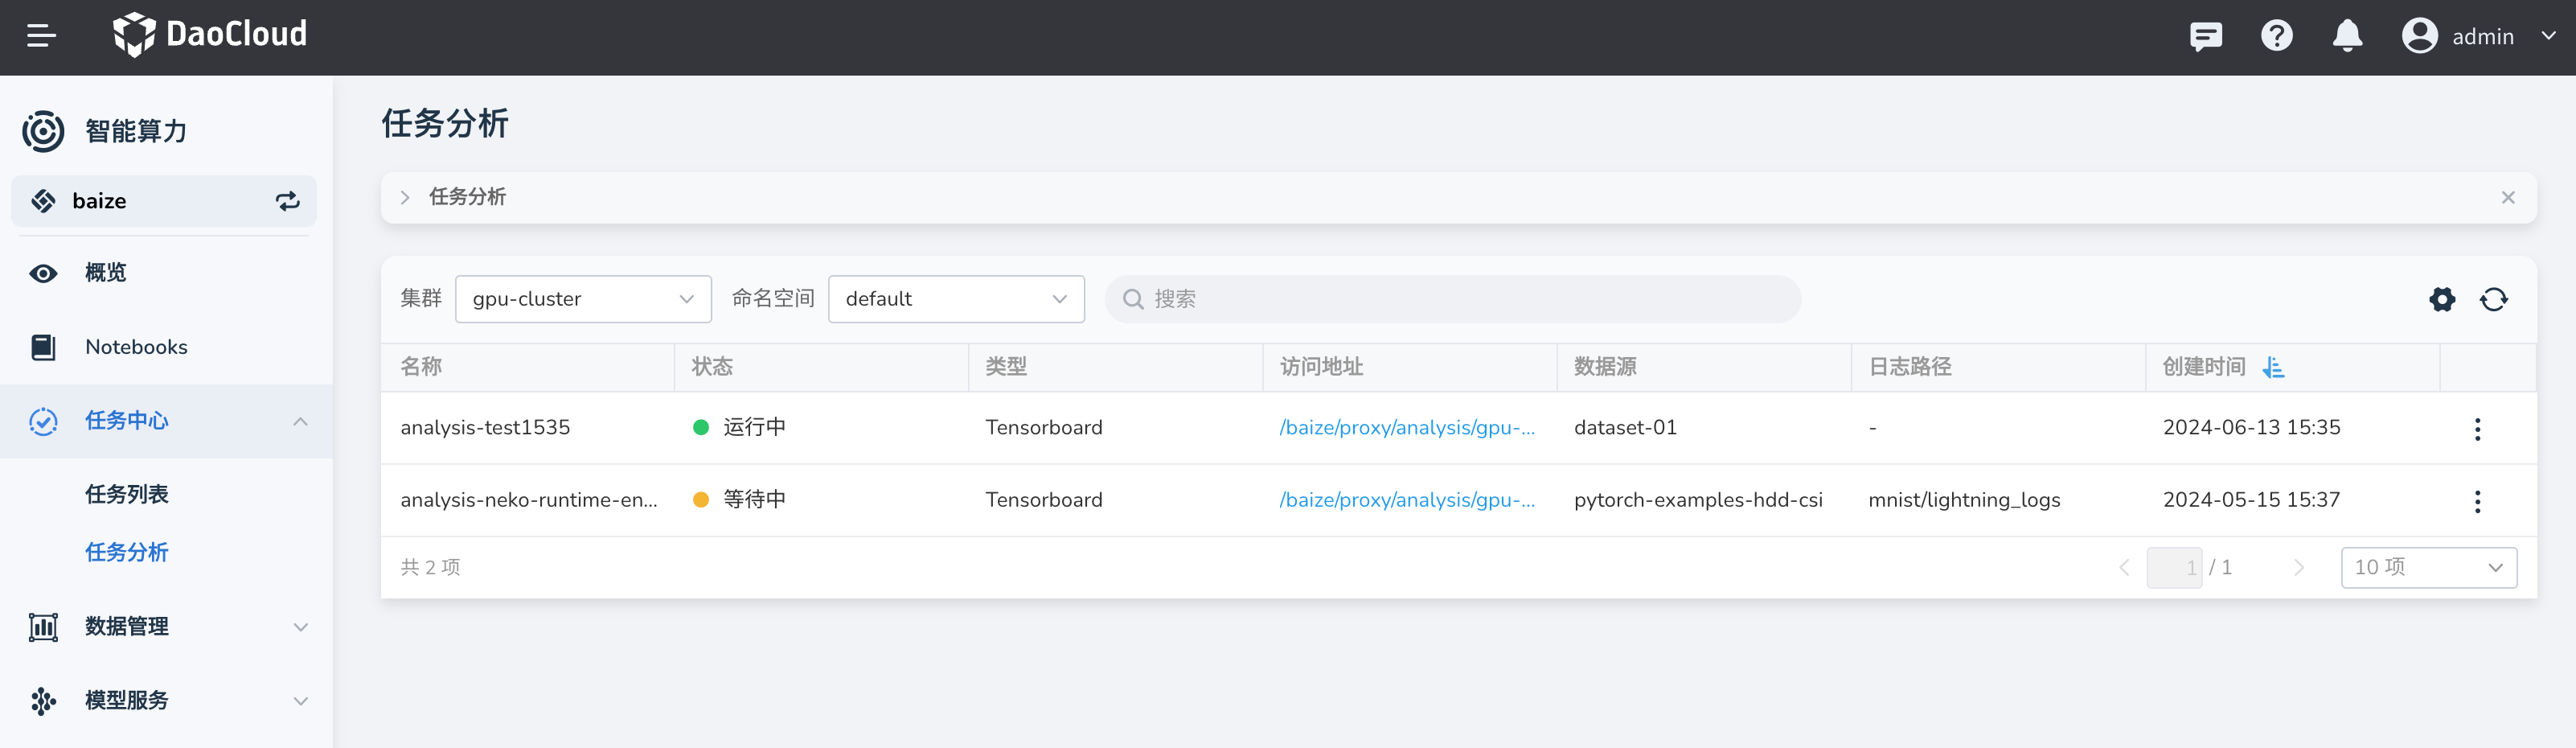 DaoCloud
admin
智能算力
baize
概览
Notebooks
任务中心
任务列表
任务分析
数据管理
模型服务
任务分析
任务分析
集群 gpu-cluster 命名空间 default 搜索
名称 状态 类型 访问地址 数据源 日志路径 创建时间
analysis-test1535 运行中 Tensorboard /baize/proxy/analysis/gpu-... dataset-01 - 2024-06-13 15:35
analysis-neko-runtime-en... 等待中 Tensorboard /baize/proxy/analysis/gpu-... pytorch-examples-hdd-csi mnist/lightning_logs 2024-05-15 15:37
共 2 项 1 / 1 10 项